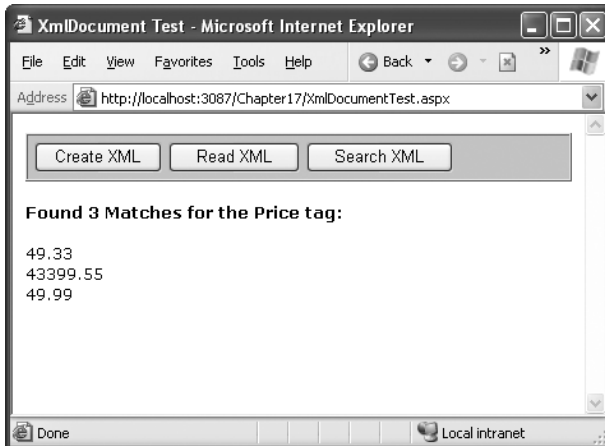 XmlDocument Test - Microsoft Internet Explorer
File Edit View Favorites Tools Help Back »
Address http://localhost:3087/Chapter17/XmlDocumentTest.aspx
Create XML Read XML Search XML
Found 3 Matches for the Price tag:
49.33
43399.55
49.99
Done Local intranet